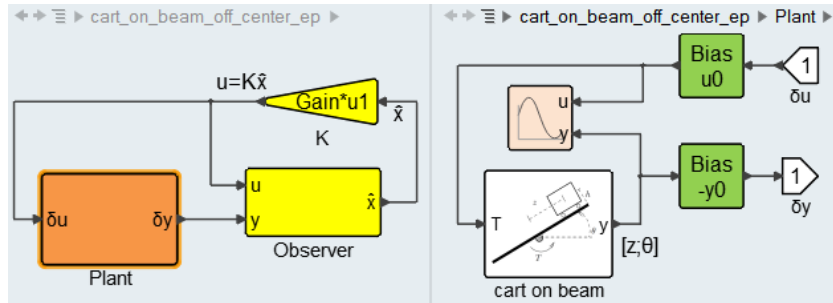 cart_on_beam_off_center_ep
u=Kx̂
Gain*u1
K
x̂
δu
δy
Plant
u
y
x̂
Observer
cart_on_beam_off_center_ep Plant
Bias
u0
1
δu
u
y
Bias
-y0
1
δy
T
y
[z;θ]
T
cart on beam